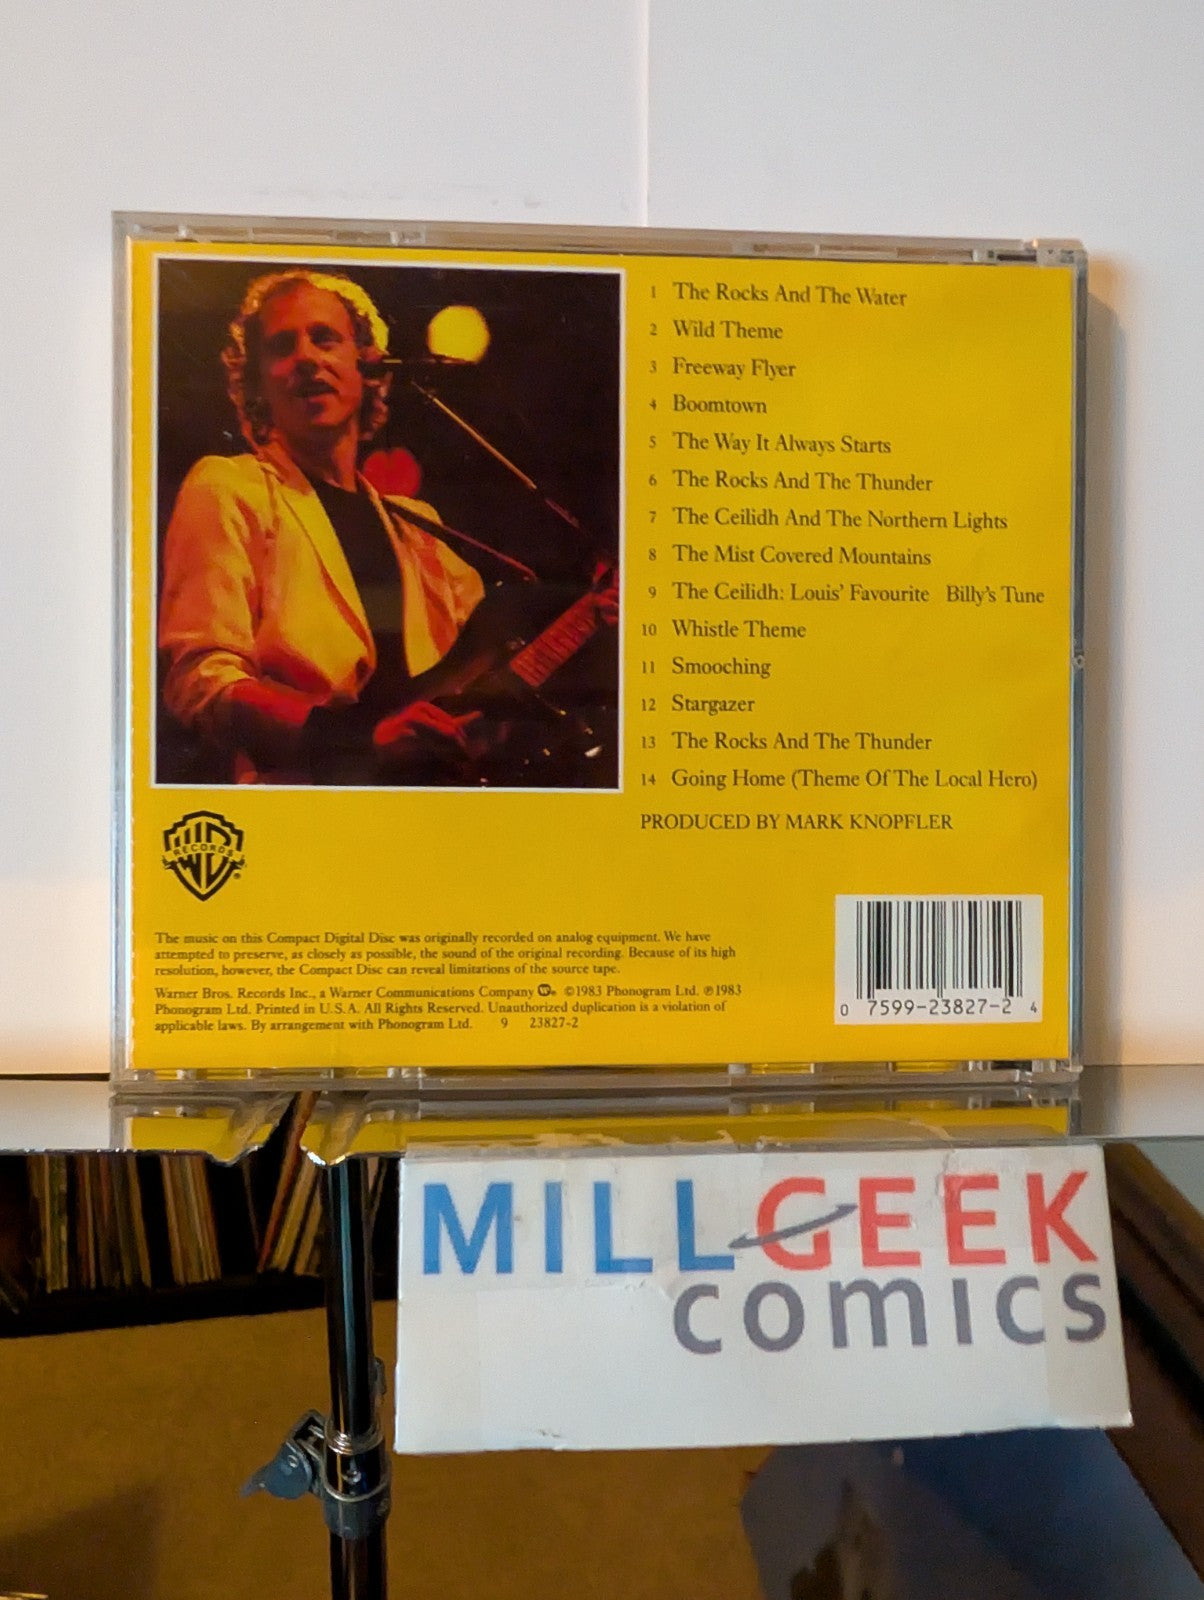 1 The Rocks And The Water
2 Wild Theme
3 Freeway Flyer
4 Boomtown
5 The Way It Always Starts
6 The Rocks And The Thunder
7 The Ceilidh And The Northern Lights
8 The Mist Covered Mountains
9 The Ceilidh: Louis' Favourite Billy's Tune
10 Whistle Theme
11 Smooching
12 Stargazer
13 The Rocks And The Thunder
14 Going Home (Theme Of The Local Hero)
PRODUCED BY MARK KNOPFLER
RECORDS
The music on this Compact Digital Disc was originally recorded on analog equipment. We have
attempted to preserve, as closely as possible, the sound of the original recording. Because of its high
resolution, however, the Compact Disc can reveal limitations of the source tape.
Warner Bros. Records Inc., a Warner Communications Company ©1983 Phonogram Ltd. ℗1983
Phonogram Ltd. Printed in U.S.A. All Rights Reserved. Unauthorized duplication is a violation of
applicable laws. By arrangement with Phonogram Ltd. 9 23827-2
0 7599-23827-2 4
MILLGEEK
COMICS